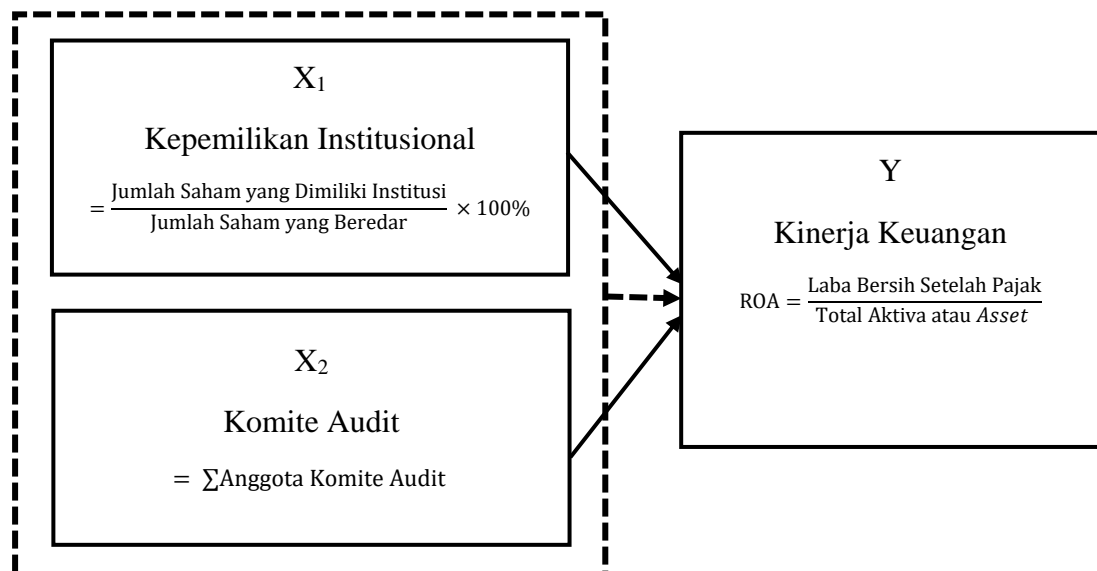 X₁
Kepemilikan Institusional
= Jumlah Saham yang Dimiliki Institusi / Jumlah Saham yang Beredar × 100%
X₂
Komite Audit
= ∑Anggota Komite Audit
Y
Kinerja Keuangan
ROA = Laba Bersih Setelah Pajak / Total Aktiva atau Asset